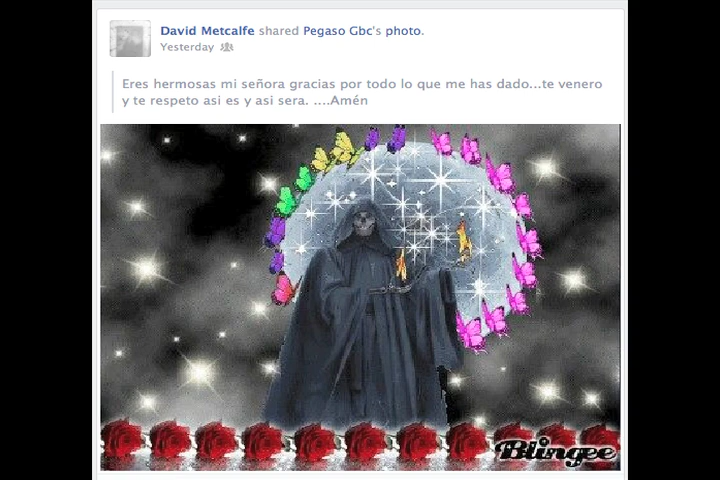 David Metcalfe shared Pegaso Gbc's photo.
Yesterday
Eres hermosas mi señora gracias por todo lo que me has dado...te venero
y te respeto asi es y asi sera. ....Amén
Blingee